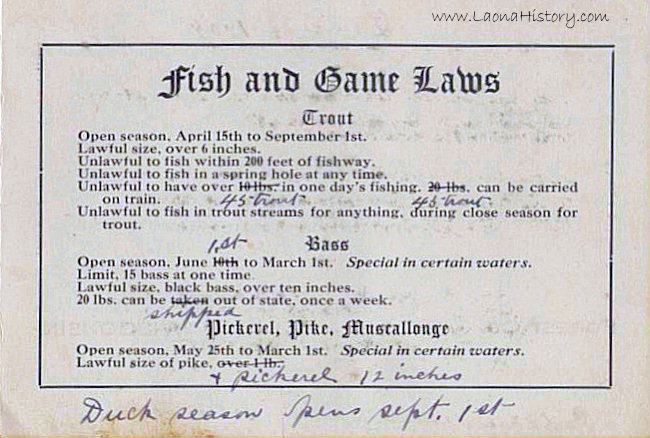 www.LaonaHistory.com
Fish and Game Laws
Trout
Open season, April 15th to September 1st.
Lawful size, over 6 inches.
Unlawful to fish within 200 feet of fishway.
Unlawful to fish in a spring hole at any time.
Unlawful to have over 10 lbs. in one day's fishing. 20 lbs. can be carried
on train. 45 trout 45 trout
Unlawful to fish in trout streams for anything, during close season for
trout.
1st Bass
Open season, June 10th to March 1st. Special in certain waters.
Limit, 15 bass at one time.
Lawful size, black bass, over ten inches.
20 lbs. can be taken out of state, once a week.
shipped
Pickerel, Pike, Muscallonge
Open season, May 25th to March 1st. Special in certain waters.
Lawful size of pike, over 1 lb.
+ pickerel 12 inches
Duck season opens sept. 1st